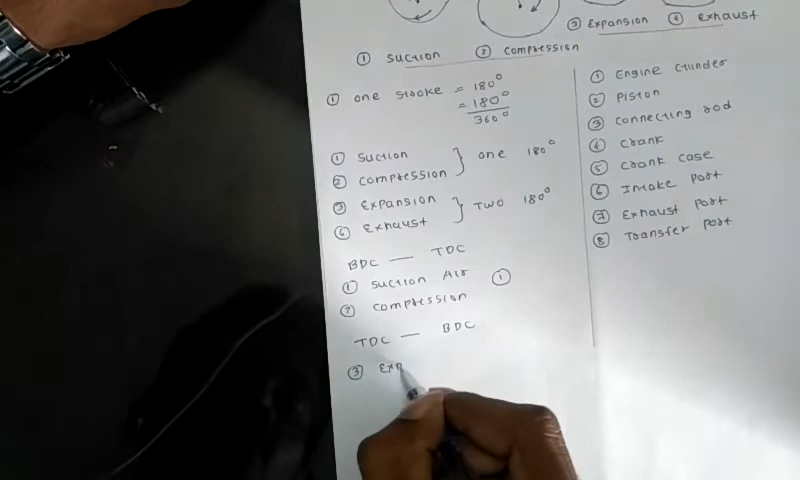 ③ Expansion ④ Exhaust
① Suction ② Compression
① one stroke = 180°
= 180°
360°
① Suction
② Compression } one 180°
③ Expansion
④ Exhaust } Two 180°
BDC — TDC
① Suction Air ①
② Compression
TDC — BDC
③ Exp
① Engine Cylinder
② Piston
③ Connecting rod
④ Crank
⑤ Crank case
⑥ Intake Port
⑦ Exhaust Port
⑧ Transfer Port